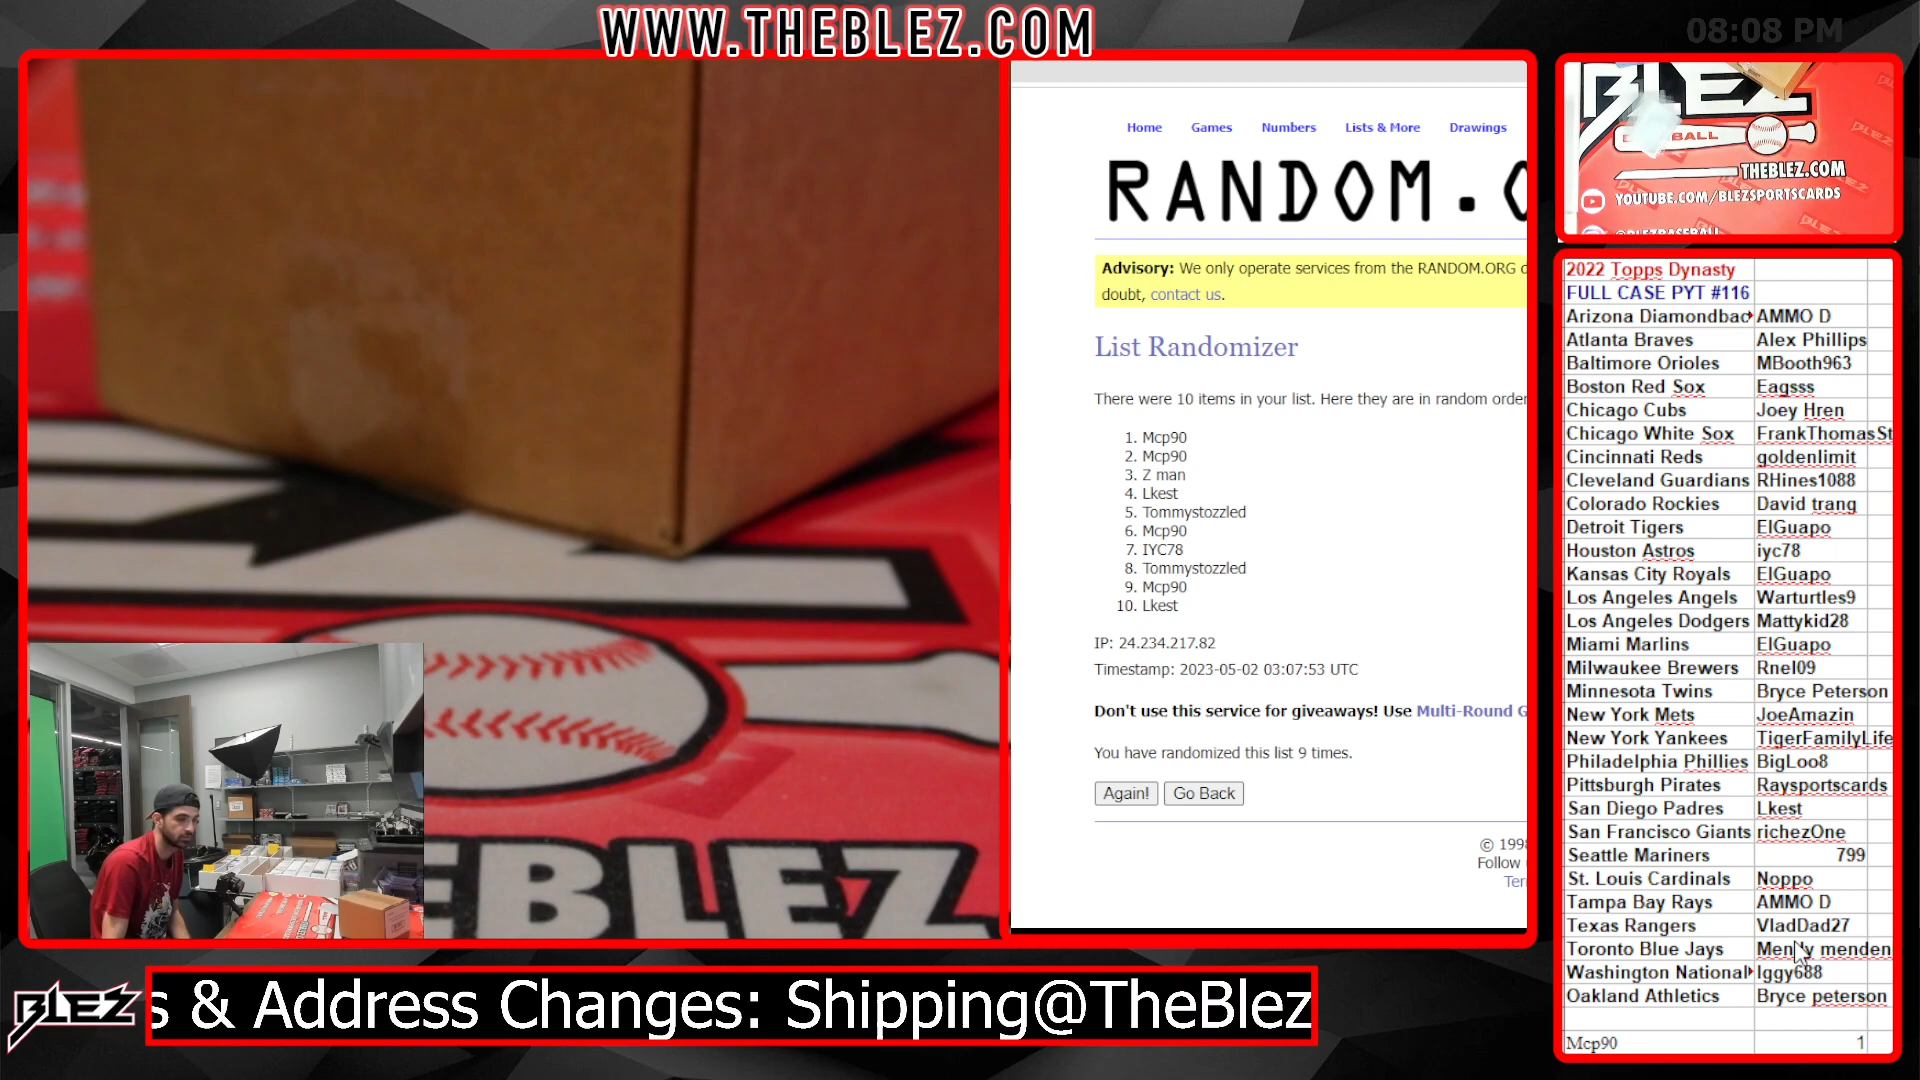 WWW.THEBLEZ.COM
08:08 PM
Home Games Numbers Lists & More Drawings
RANDOM.O
Advisory: We only operate services from the RANDOM.ORG
doubt, contact us.
List Randomizer
There were 10 items in your list. Here they are in random order
1. Mcp90
2. Mcp90
3. Z man
4. Lkest
5. Tommystozzled
6. Mcp90
7. IYC78
8. Tommystozzled
9. Mcp90
10. Lkest
IP: 24.234.217.82
Timestamp: 2023-05-02 03:07:53 UTC
Don't use this service for giveaways! Use Multi-Round G
You have randomized this list 9 times.
Again! Go Back
© 1998
Follow
Ter
BLEZ
BASEBALL
THEBLEZ.COM
YOUTUBE.COM/BLEZSPORTSCARDS
@BLEZBASEBALL
2022 Topps Dynasty
FULL CASE PYT #116
Arizona Diamondbac AMMO D
Atlanta Braves Alex Phillips
Baltimore Orioles MBooth963
Boston Red Sox Eagsss
Chicago Cubs Joey Hren
Chicago White Sox FrankThomasSt
Cincinnati Reds goldenlimit
Cleveland Guardians RHines1088
Colorado Rockies David trang
Detroit Tigers ElGuapo
Houston Astros iyc78
Kansas City Royals ElGuapo
Los Angeles Angels Warturtles9
Los Angeles Dodgers Mattykid28
Miami Marlins ElGuapo
Milwaukee Brewers Rnel09
Minnesota Twins Bryce Peterson
New York Mets JoeAmazin
New York Yankees TigerFamilyLife
Philadelphia Phillies BigLoo8
Pittsburgh Pirates Raysportscards
San Diego Padres Lkest
San Francisco Giants richezOne
Seattle Mariners 799
St. Louis Cardinals Noppo
Tampa Bay Rays AMMO D
Texas Rangers VladDad27
Toronto Blue Jays Mendy menden
Washington National Iggy688
Oakland Athletics Bryce peterson
Mcp90 1
EBLEZ
BLEZ
s & Address Changes: Shipping@TheBlez